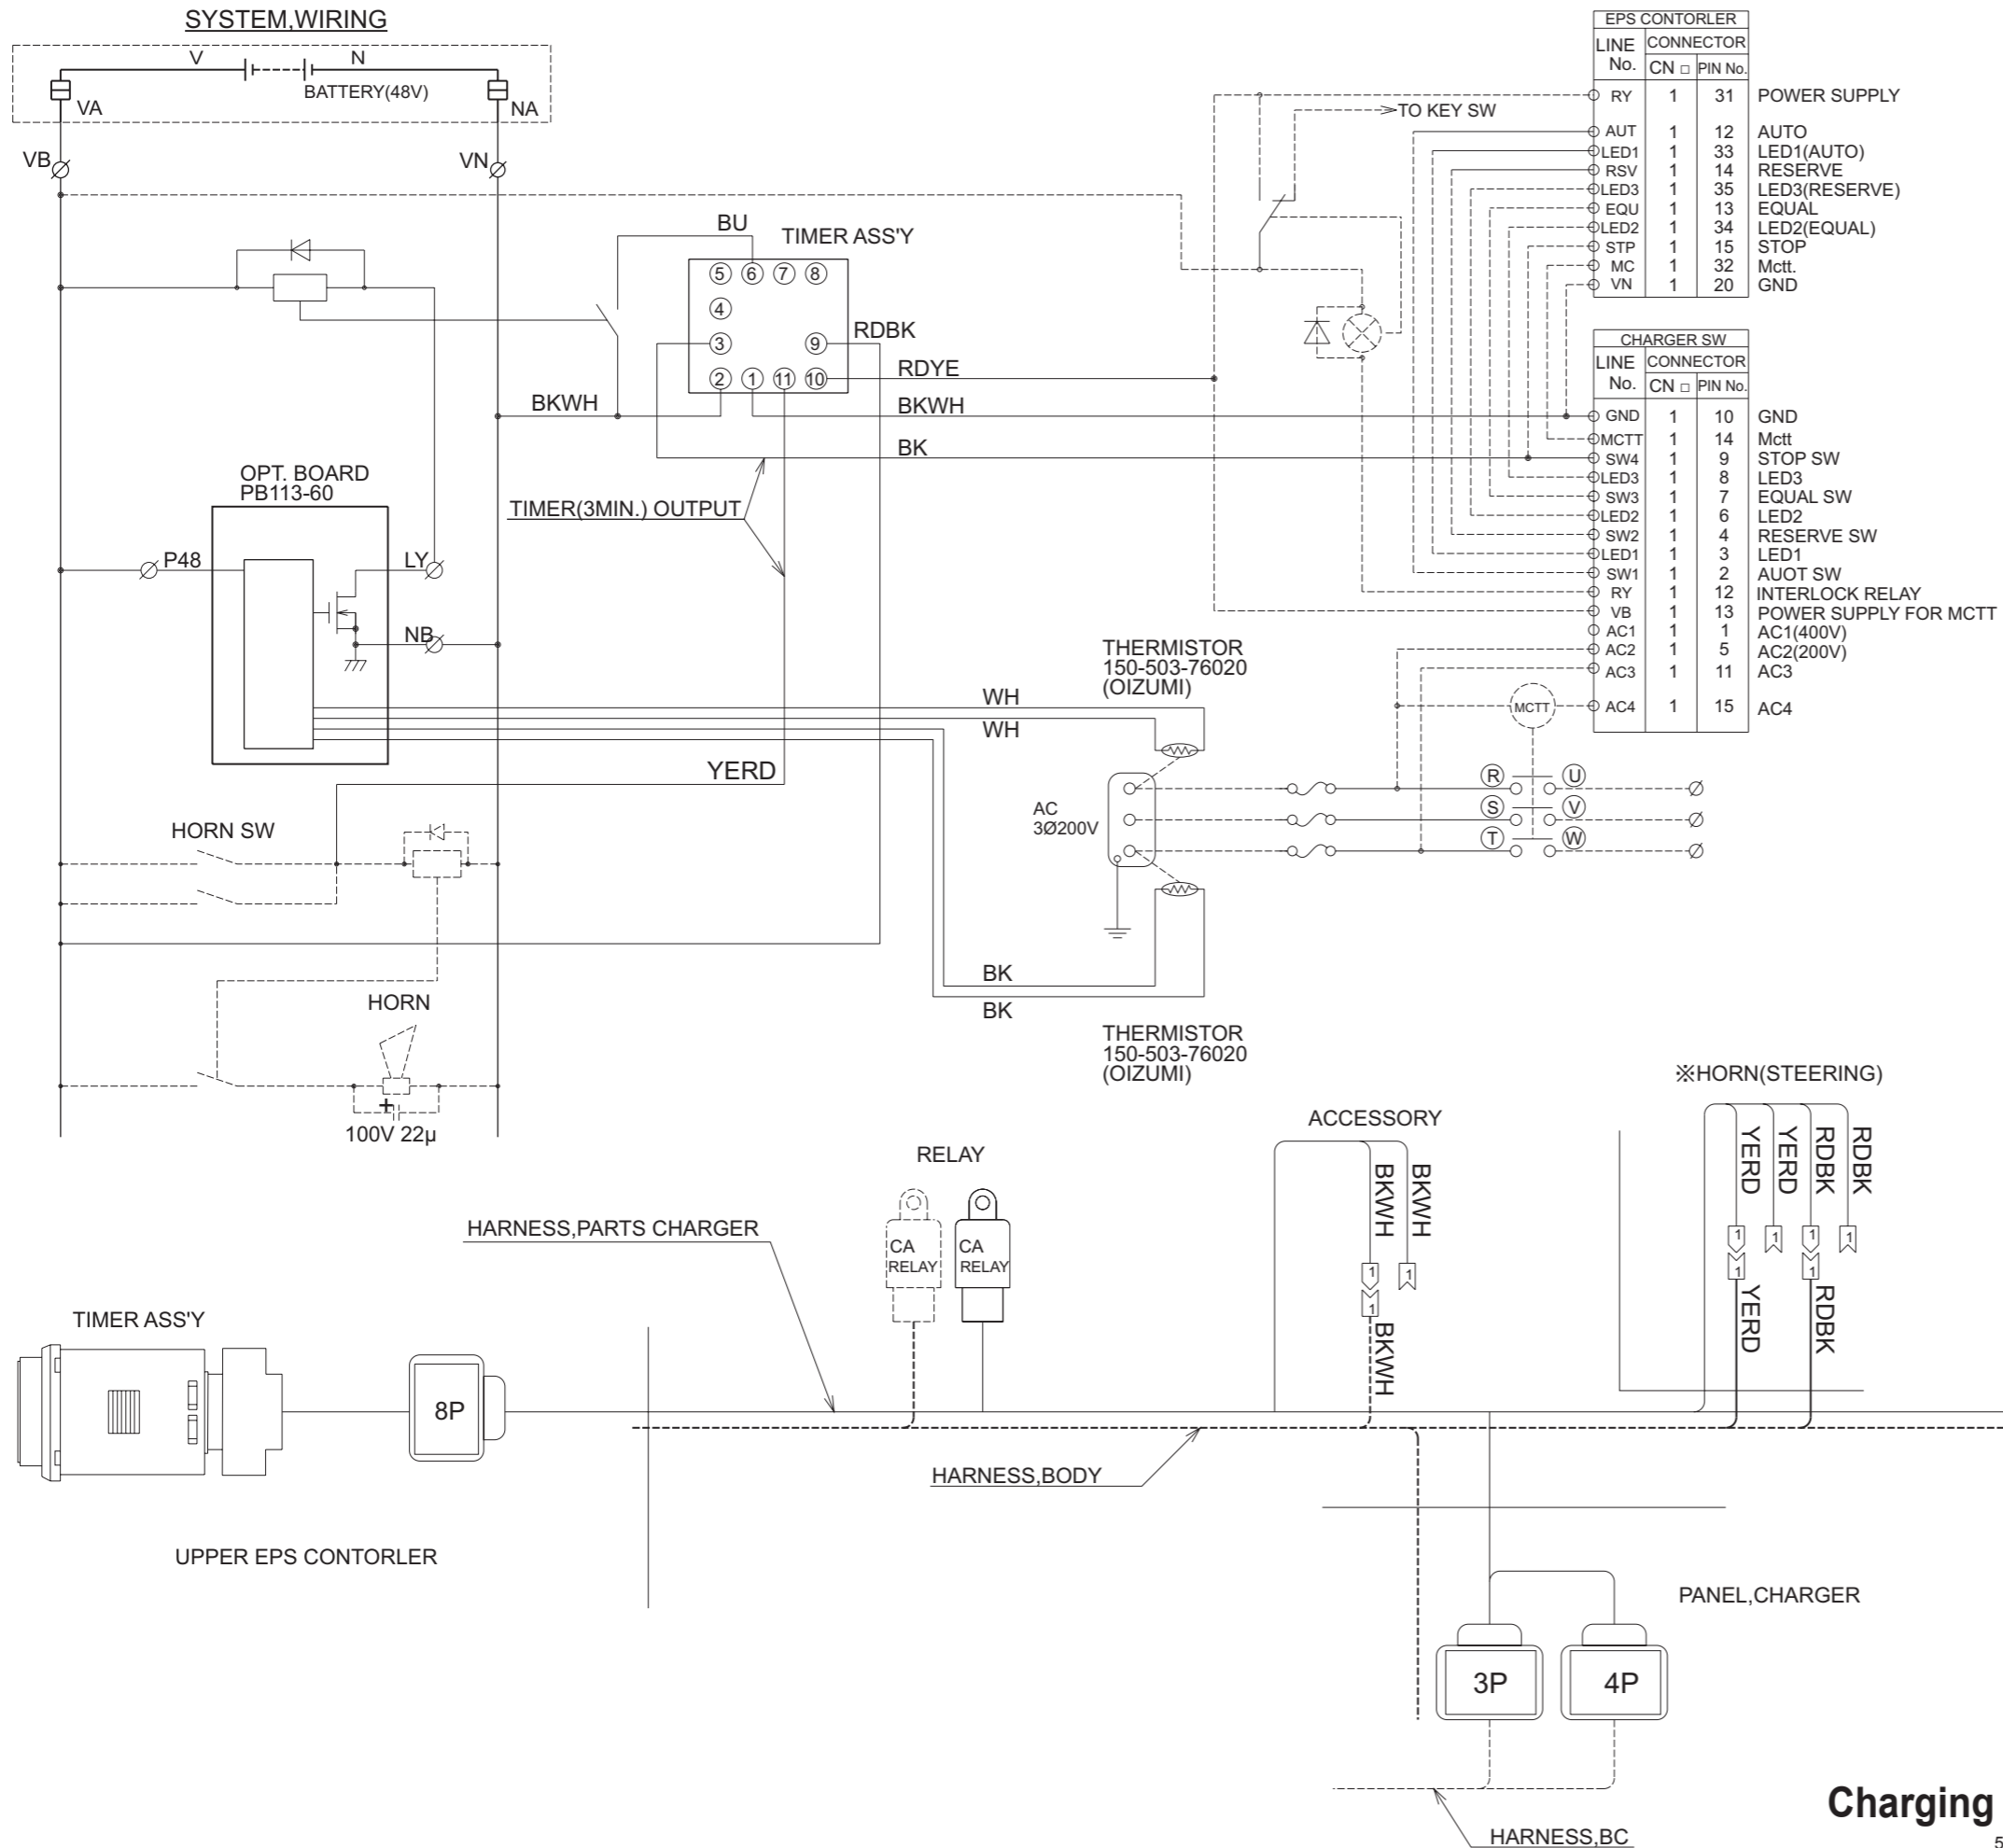 SYSTEM,WIRING
V
N
BATTERY(48V)
VA
NA
VB
VN
BU
TIMER ASS'Y
5 6 7 8
4
3 9
2 1 11 10
RDBK
RDYE
BKWH
BKWH
BK
TO KEY SW
OPT. BOARD
PB113-60
P48
LY
NB
TIMER(3MIN.) OUTPUT
WH
WH
YERD
HORN SW
HORN
+
100V 22µ
BK
BK
THERMISTOR
150-503-76020
(OIZUMI)
AC
3Ø200V
THERMISTOR
150-503-76020
(OIZUMI)
MCTT
R U
S V
T W
EPS CONTORLER
LINE No. CONNECTOR
CN □ PIN No.
RY 1 31 POWER SUPPLY
AUT 1 12 AUTO
LED1 1 33 LED1(AUTO)
RSV 1 14 RESERVE
LED3 1 35 LED3(RESERVE)
EQU 1 13 EQUAL
LED2 1 34 LED2(EQUAL)
STP 1 15 STOP
MC 1 32 Mctt.
VN 1 20 GND
CHARGER SW
LINE No. CONNECTOR
CN □ PIN No.
GND 1 10 GND
MCTT 1 14 Mctt
SW4 1 9 STOP SW
LED3 1 8 LED3
SW3 1 7 EQUAL SW
LED2 1 6 LED2
SW2 1 4 RESERVE SW
LED1 1 3 LED1
SW1 1 2 AUOT SW
RY 1 12 INTERLOCK RELAY
VB 1 13 POWER SUPPLY FOR MCTT
AC1 1 1 AC1(400V)
AC2 1 5 AC2(200V)
AC3 1 11 AC3
AC4 1 15 AC4
RELAY
CA RELAY
CA RELAY
HARNESS,PARTS CHARGER
ACCESSORY
BKWH
BKWH
1
1
1
BKWH
※HORN(STEERING)
YERD
YERD
RDBK
RDBK
1
1
1
1
1
1
YERD
RDBK
TIMER ASS'Y
8P
HARNESS,BODY
UPPER EPS CONTORLER
PANEL,CHARGER
3P
4P
HARNESS,BC
Charging
5